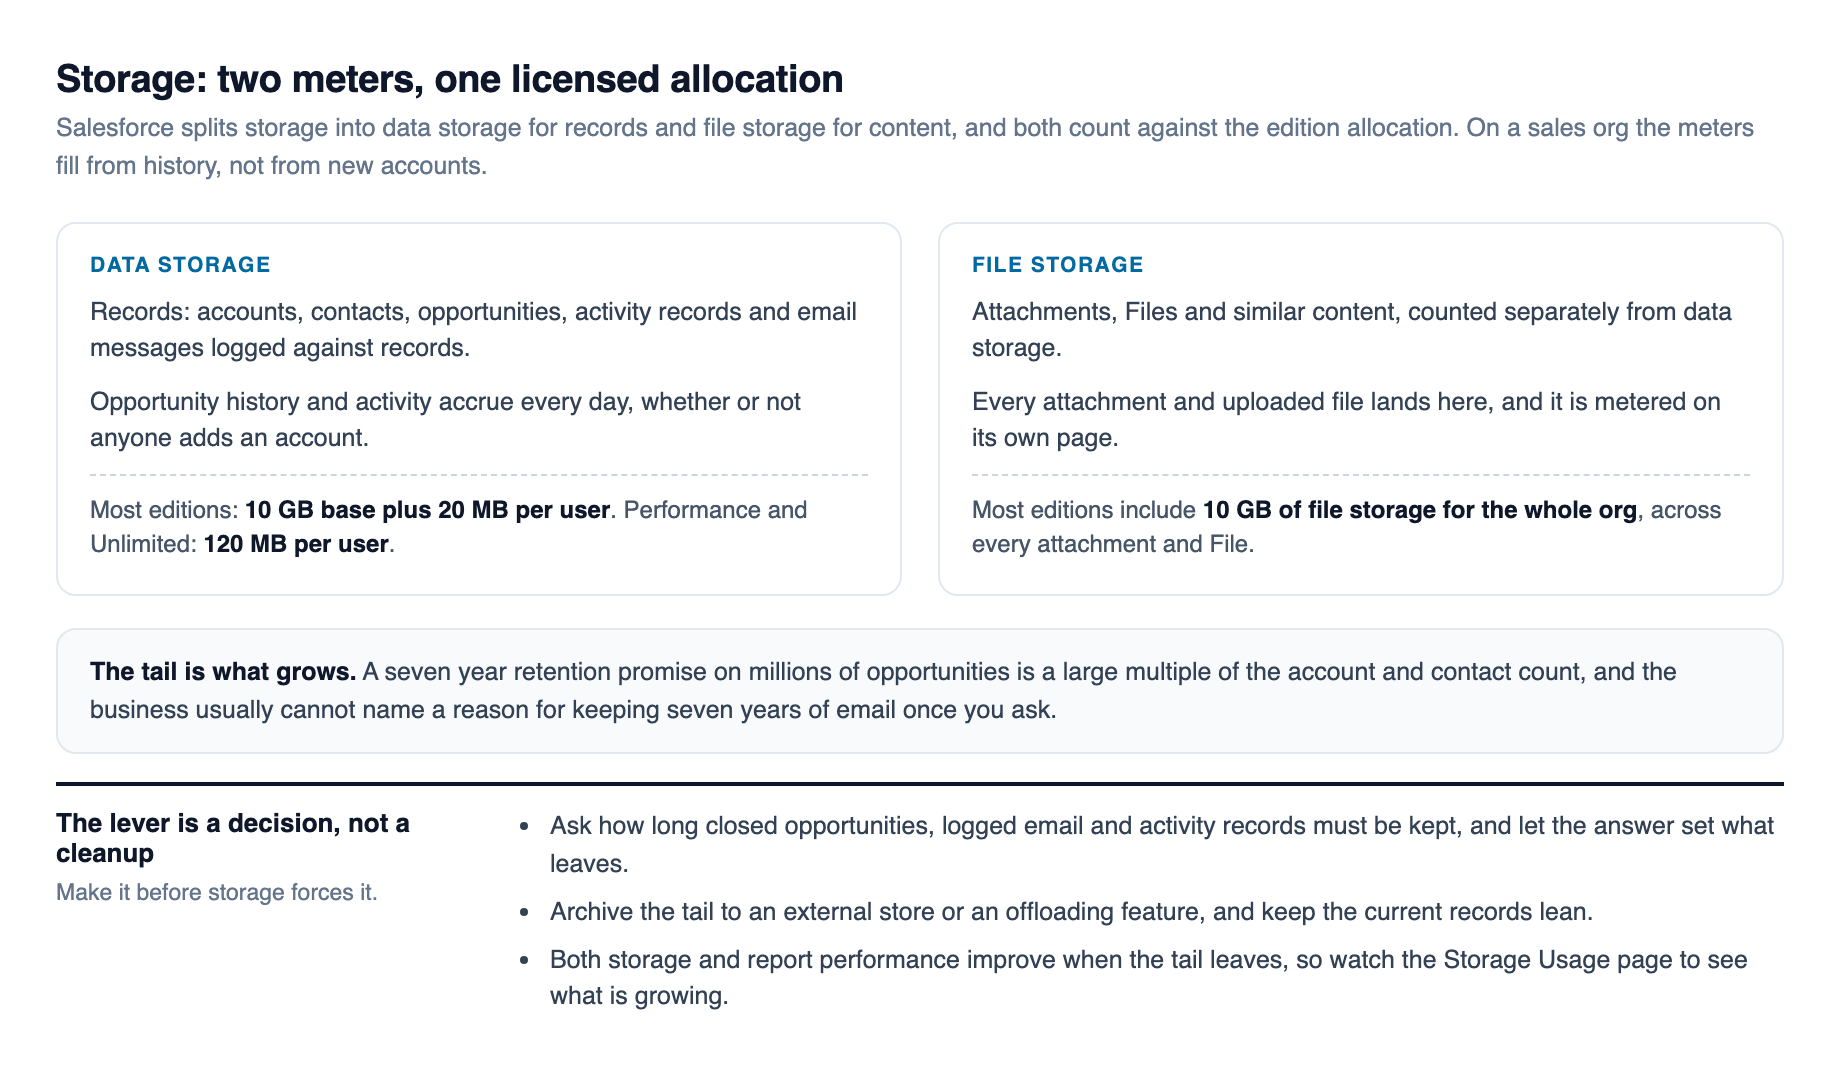 Storage: two meters, one licensed allocation
Salesforce splits storage into data storage for records and file storage for content, and both count against the edition allocation. On a sales org the meters
fill from history, not from new accounts.
DATA STORAGE
Records: accounts, contacts, opportunities, activity records and email
messages logged against records.
Opportunity history and activity accrue every day, whether or not
anyone adds an account.
Most editions: 10 GB base plus 20 MB per user. Performance and
Unlimited: 120 MB per user.
FILE STORAGE
Attachments, Files and similar content, counted separately from data
storage.
Every attachment and uploaded file lands here, and it is metered on
its own page.
Most editions include 10 GB of file storage for the whole org, across
every attachment and File.
The tail is what grows. A seven year retention promise on millions of opportunities is a large multiple of the account and contact count, and the
business usually cannot name a reason for keeping seven years of email once you ask.
The lever is a decision, not a
cleanup
Make it before storage forces it.
• Ask how long closed opportunities, logged email and activity records must be kept, and let the answer set what
leaves.
• Archive the tail to an external store or an offloading feature, and keep the current records lean.
• Both storage and report performance improve when the tail leaves, so watch the Storage Usage page to see
what is growing.